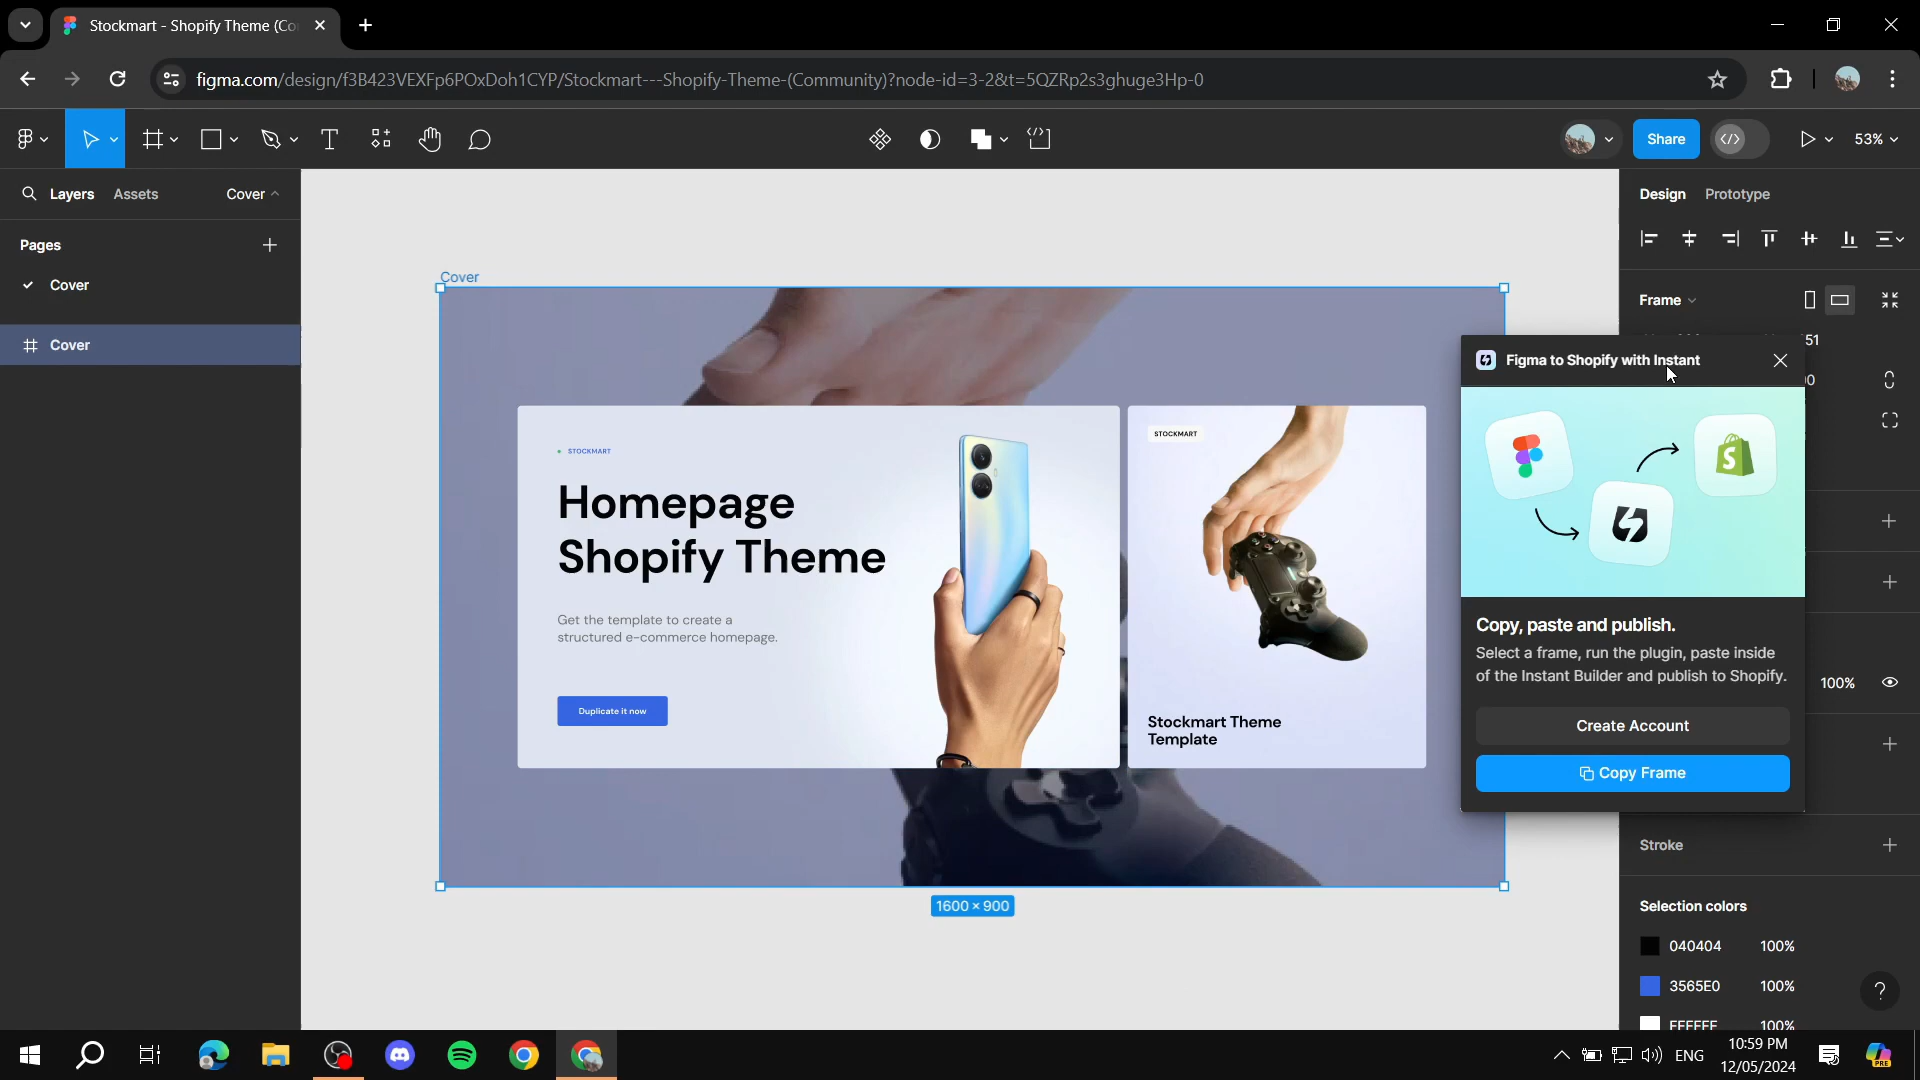 Stockmart - Shopify Theme (Co
figma.com/design/f3B423VEXFp6POxDoh1CYP/Stockmart---Shopify-Theme-(Community)?node-id=3-2&t=5QZRp2s3ghuge3Hp-0
Share
53%
Layers
Assets
Cover
Design
Prototype
Pages
Cover
Cover
Cover
Frame
51
Figma to Shopify with Instant
STOCKMART
Homepage
Shopify Theme
Get the template to create a
structured e-commerce homepage.
Duplicate it now
STOCKMART
Stockmart Theme
Template
Copy, paste and publish.
Select a frame, run the plugin, paste inside
of the Instant Builder and publish to Shopify.
Create Account
Copy Frame
100%
1600 × 900
Stroke
Selection colors
040404 100%
3565E0 100%
FFFFFF 100%
?
ENG
10:59 PM
12/05/2024
PRE